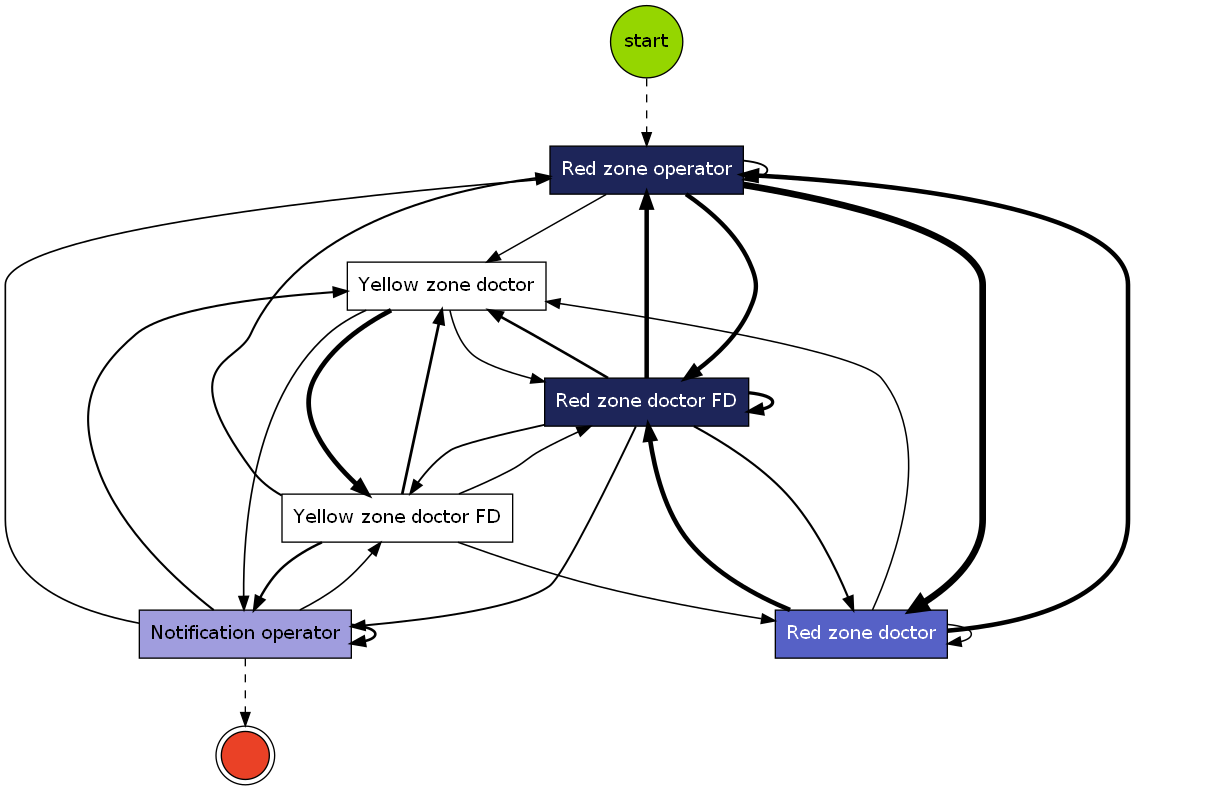 start
Red zone operator
Yellow zone doctor
Red zone doctor FD
Yellow zone doctor FD
Notification operator
Red zone doctor